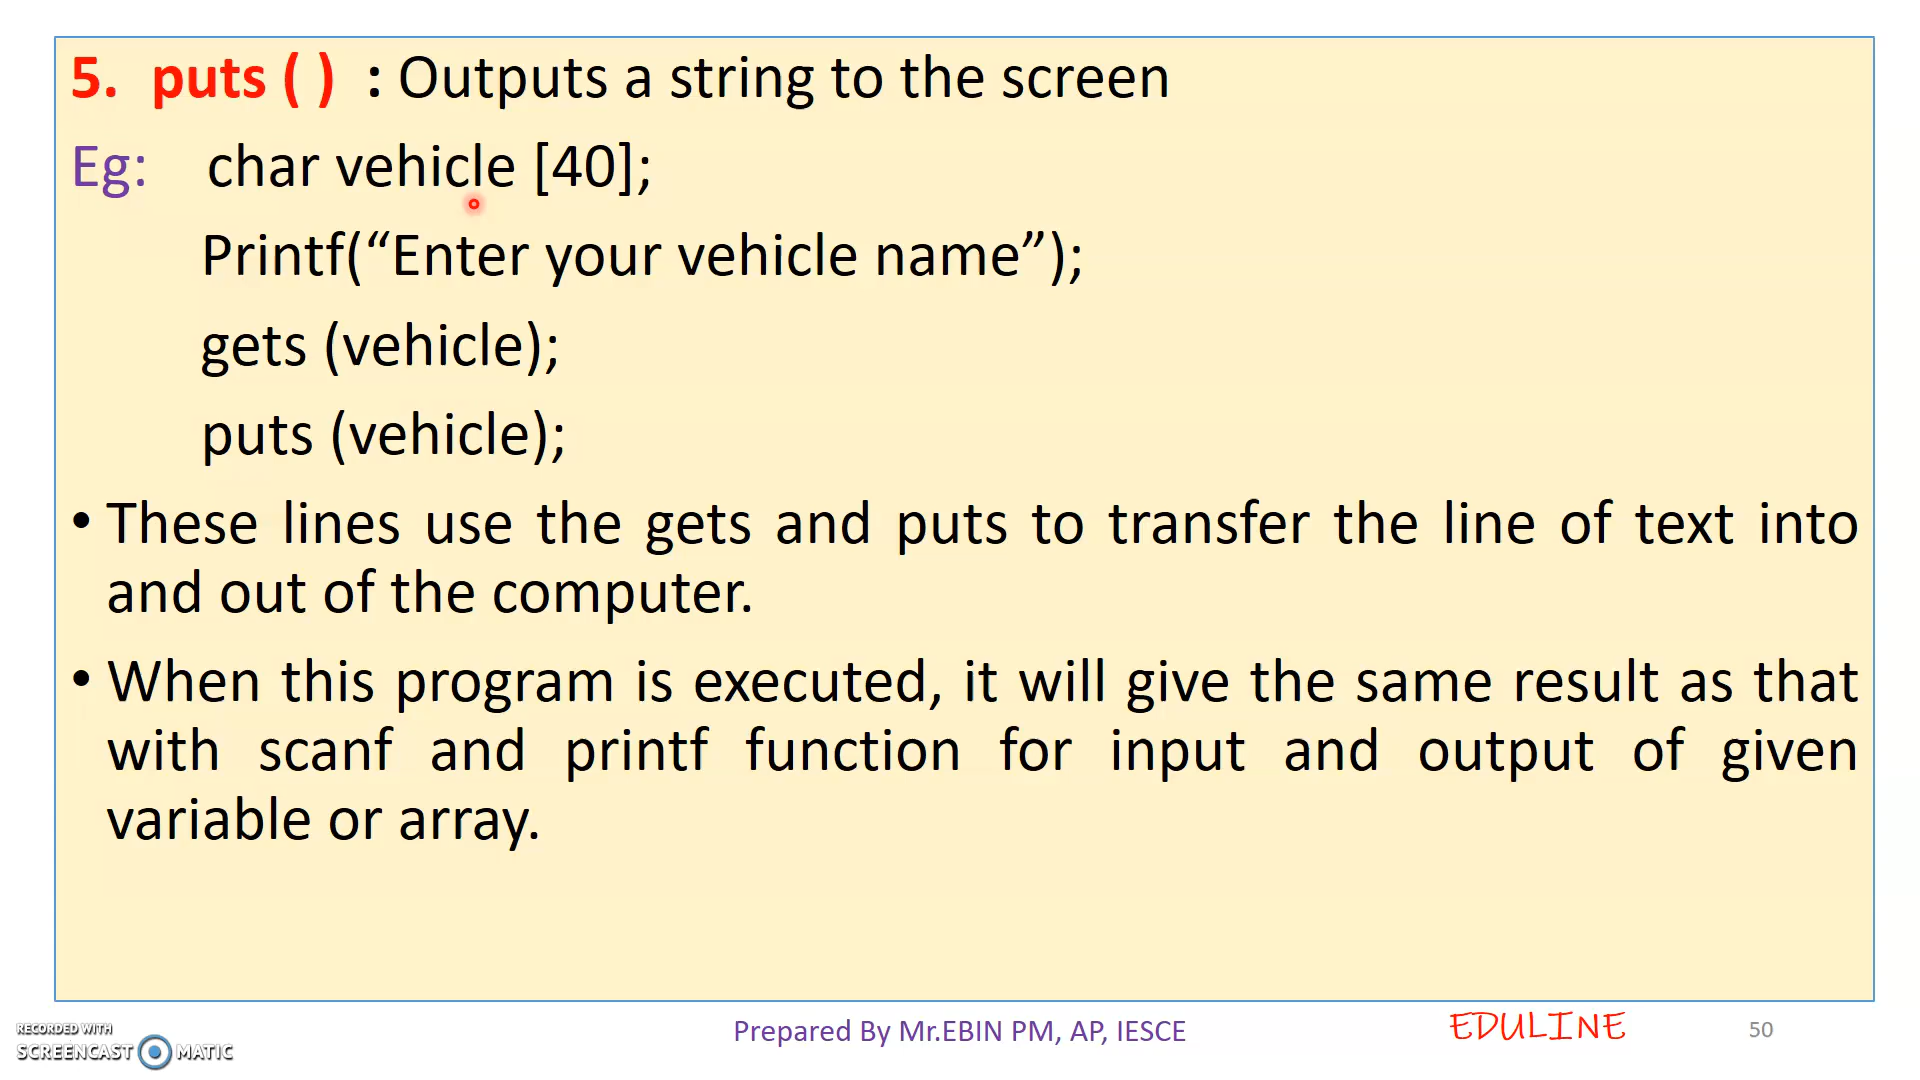 5. puts ( ) : Outputs a string to the screen
Eg: char vehicle [40];
Printf(“Enter your vehicle name”);
gets (vehicle);
puts (vehicle);
• These lines use the gets and puts to transfer the line of text into
and out of the computer.
• When this program is executed, it will give the same result as that
with scanf and printf function for input and output of given
variable or array.
RECORDED WITH
SCREENCAST MATIC
Prepared By Mr.EBIN PM, AP, IESCE
EDULINE
50